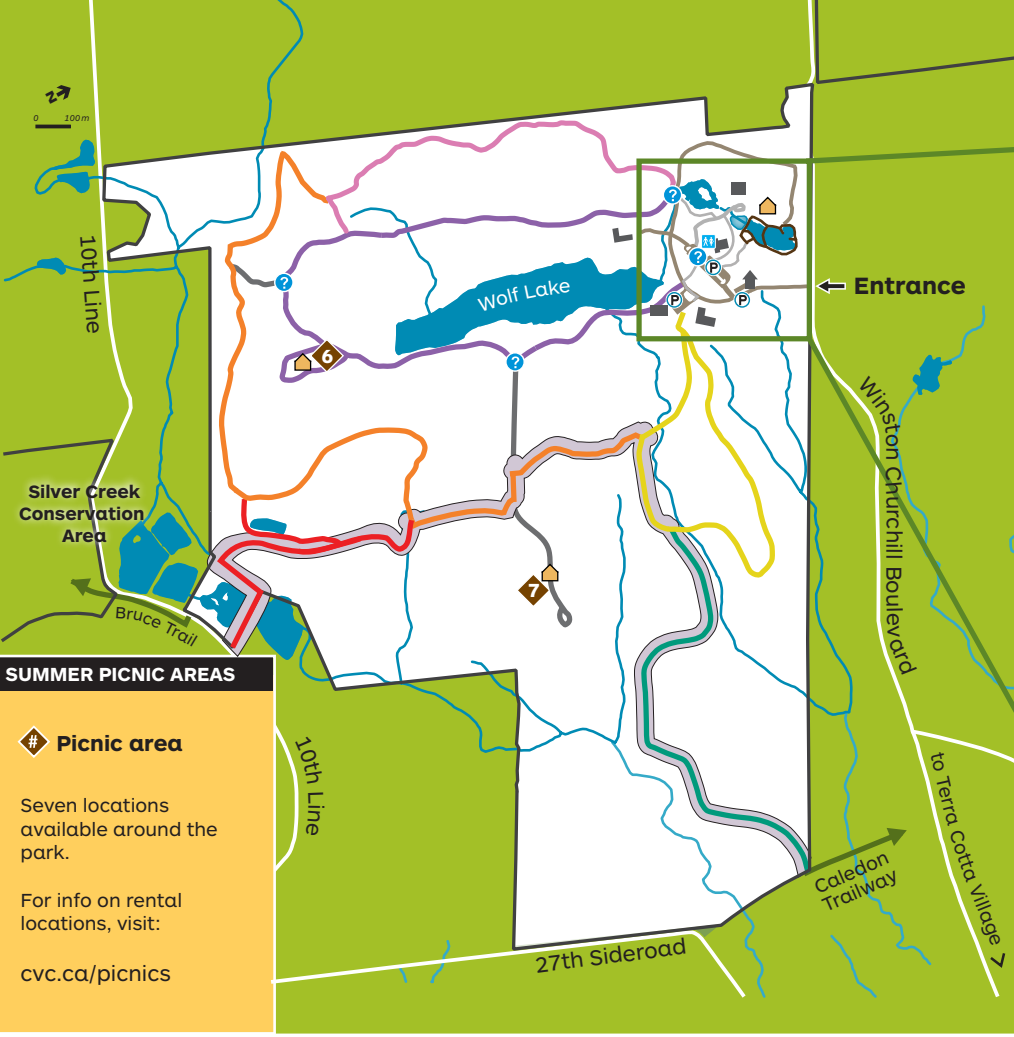 N
0 100 m
10th Line
?
?
P
?
P
P
Entrance
Wolf Lake
?
6
?
Winston Churchill Boulevard
Silver Creek
Conservation
Area
7
Bruce Trail
SUMMER PICNIC AREAS
# Picnic area
Seven locations
available around the
park.
For info on rental
locations, visit:
cvc.ca/picnics
10th Line
to Terra Cotta Village >
Caledon
Trailway
27th Sideroad